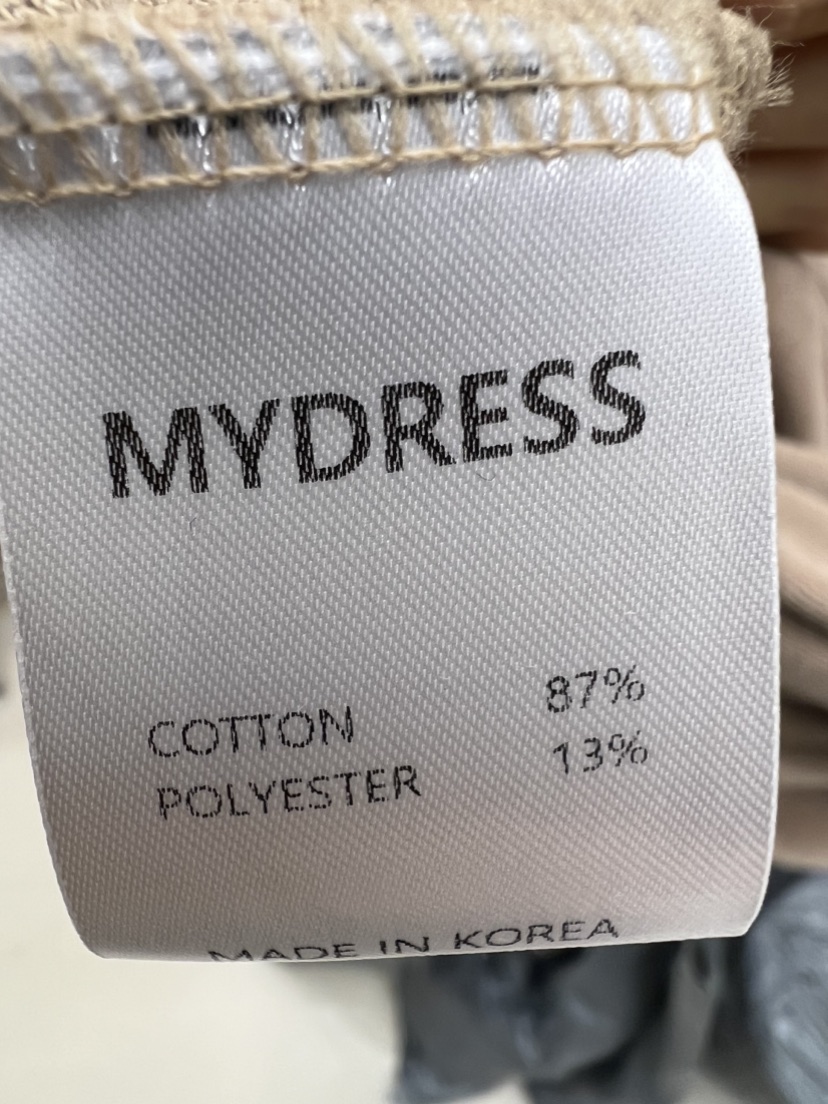 MYDRESS
COTTON 87%
POLYESTER 13%
MADE IN KOREA